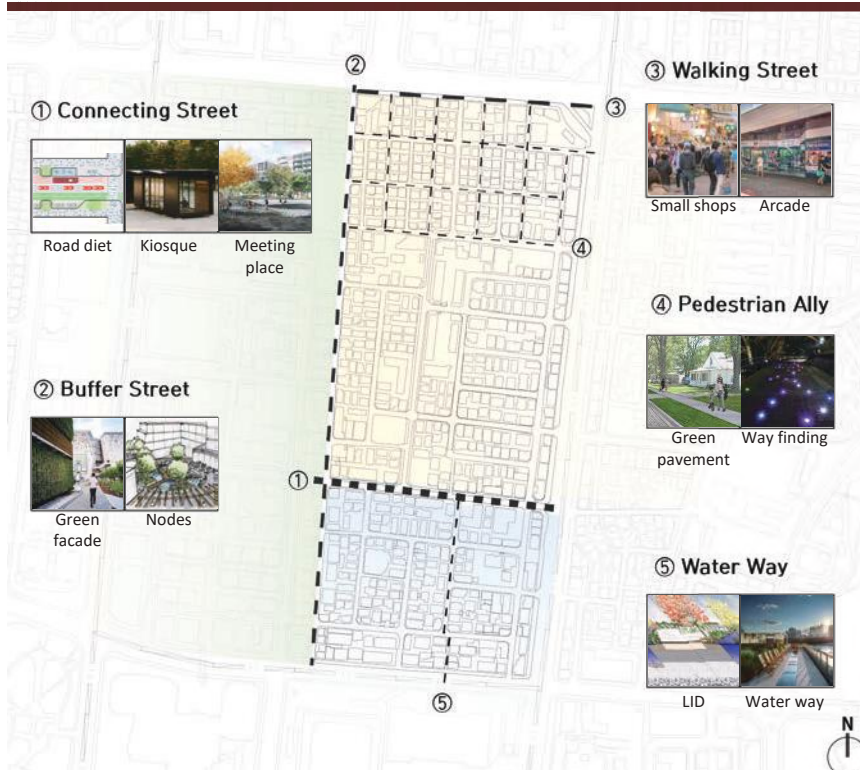 ②
① Connecting Street
Road diet
Kiosque
Meeting
place
② Buffer Street
Green
facade
Nodes
①
③ Walking Street
③
Small shops
Arcade
④
④ Pedestrian Ally
Green
pavement
Way finding
⑤ Water Way
LID
Water way
⑤
N